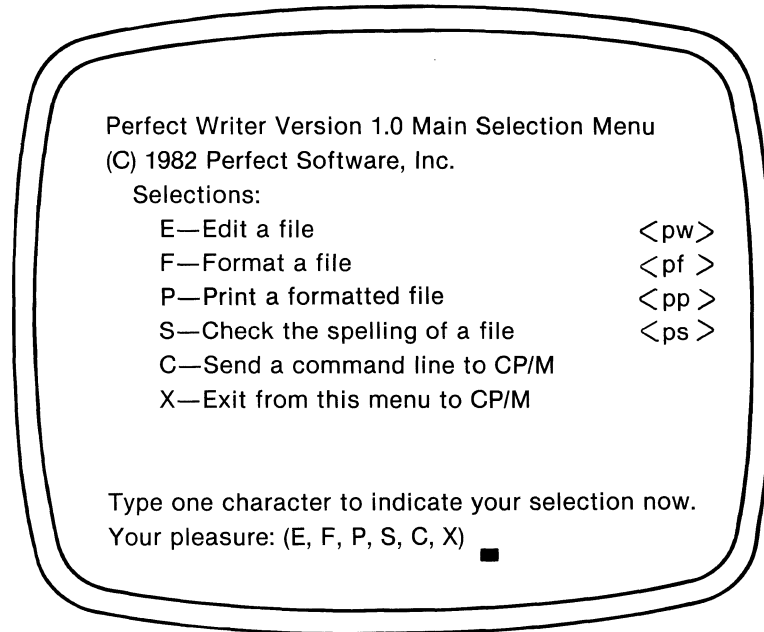 Perfect Writer Version 1.0 Main Selection Menu
(C) 1982 Perfect Software, Inc.
Selections:
E—Edit a file <pw>
F—Format a file <pf >
P—Print a formatted file <pp >
S—Check the spelling of a file <ps >
C—Send a command line to CP/M
X—Exit from this menu to CP/M
Type one character to indicate your selection now.
Your pleasure: (E, F, P, S, C, X)